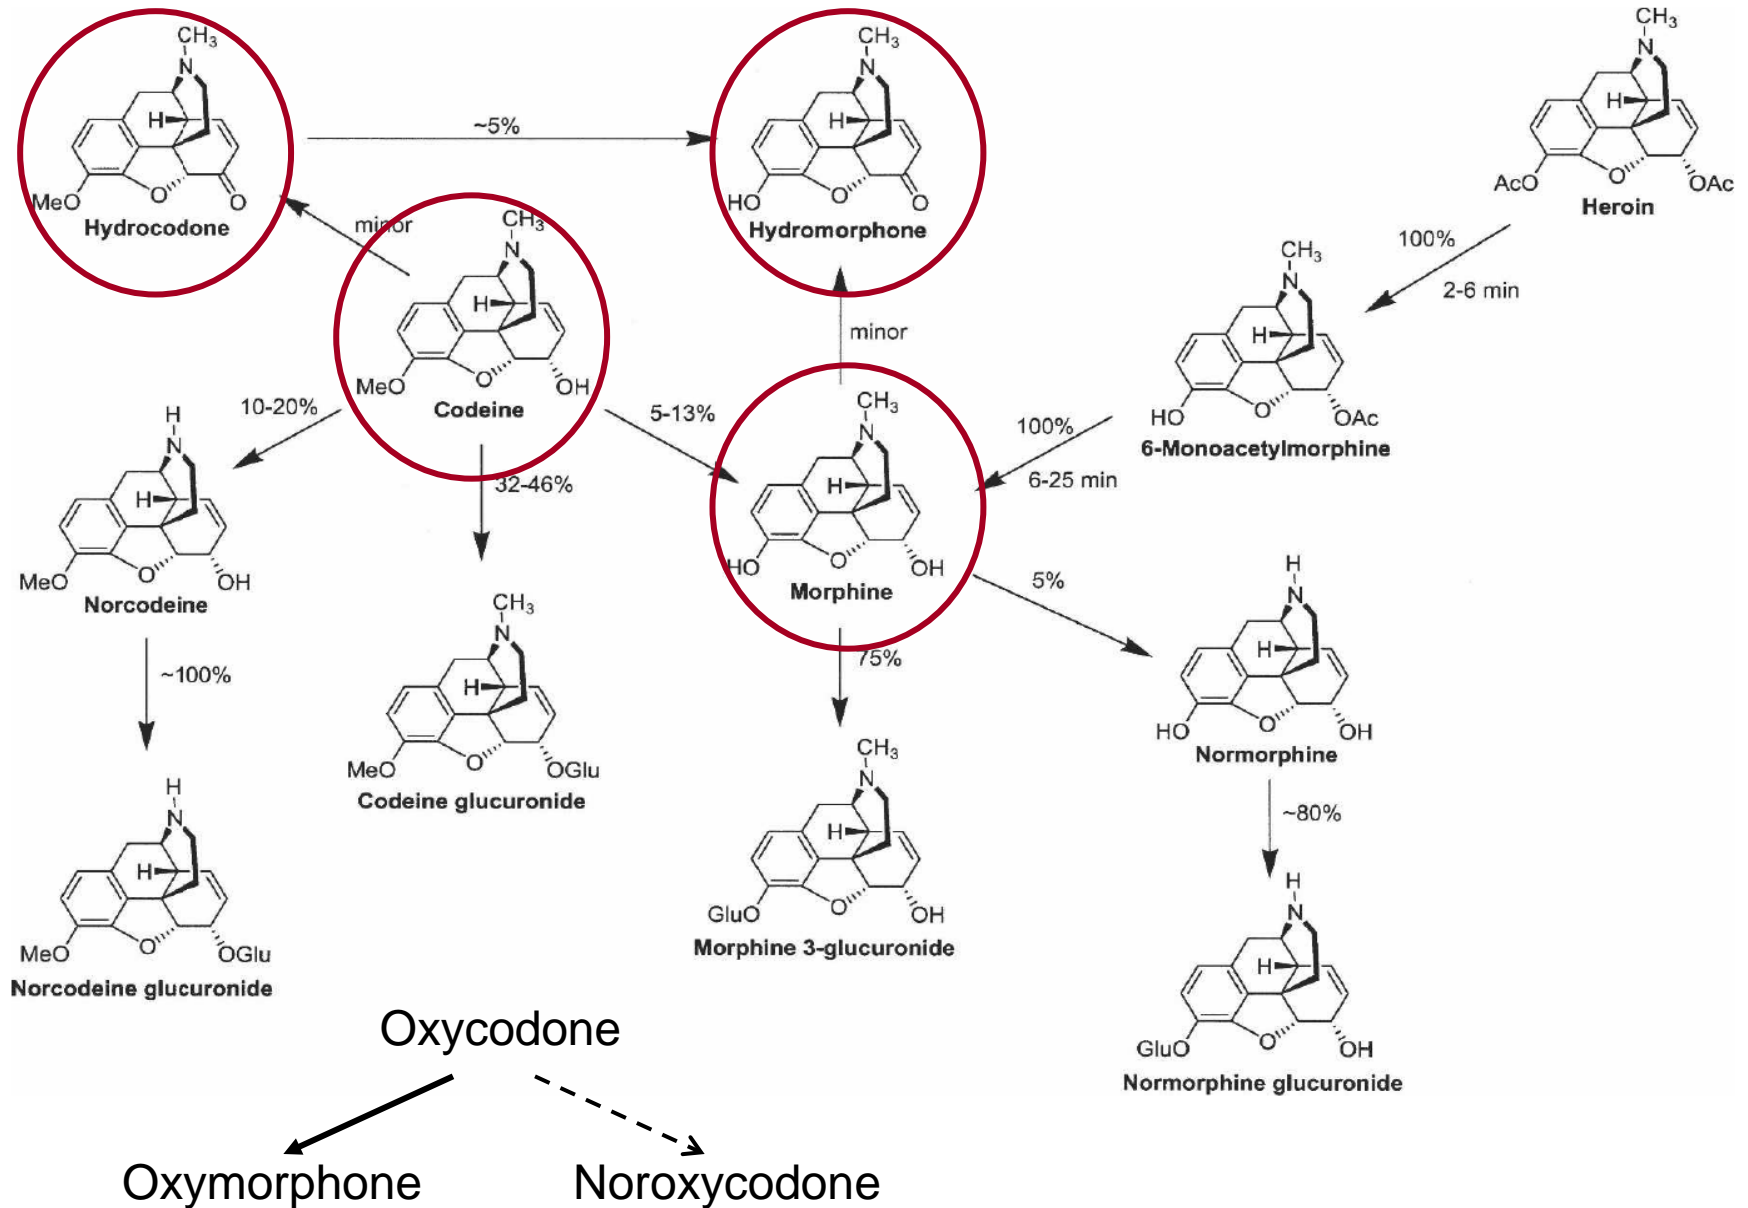 CH₃
N
H
MeO
O
O
Hydrocodone
~5%
CH₃
N
H
HO
O
O
Hydromorphone
CH₃
N
H
AcO
O
OAc
Heroin
minor
CH₃
N
H
MeO
O
OH
Codeine
minor
100%
2-6 min
CH₃
N
H
HO
O
OAc
6-Monoacetylmorphine
10-20%
32-46%
5-13%
100%
6-25 min
H
N
H
MeO
O
OH
Norcodeine
CH₃
N
H
HO
O
OH
Morphine
5%
~100%
CH₃
N
H
MeO
O
OGlu
Codeine glucuronide
75%
H
N
H
HO
O
OH
Normorphine
H
N
H
MeO
O
OGlu
Norcodeine glucuronide
CH₃
N
H
GluO
O
OH
Morphine 3-glucuronide
~80%
H
N
H
GluO
O
OH
Normorphine glucuronide
Oxycodone
Oxymorphone
Noroxycodone